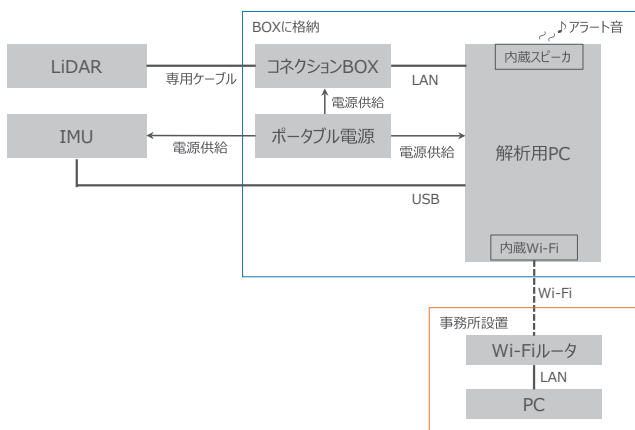 BOXに格納
♪アラート音
LiDAR
専用ケーブル
コネクションBOX
LAN
内蔵スピーカ
電源供給
IMU
電源供給
ポータブル電源
電源供給
解析用PC
USB
内蔵Wi-Fi
Wi-Fi
事務所設置
Wi-Fiルータ
LAN
PC